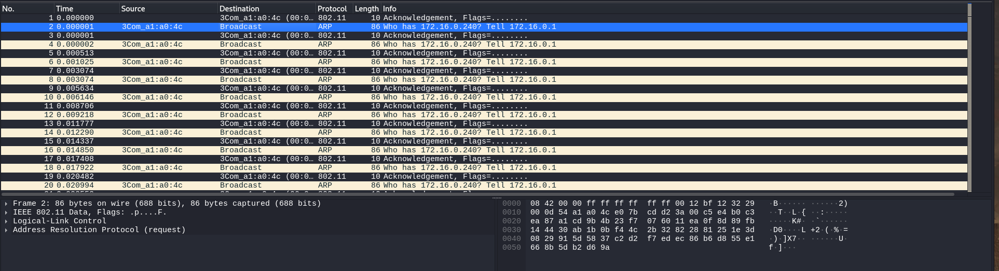 No. Time Source Destination Protocol Length Info
1 0.000000 3Com_a1:a0:4c (00:0… 802.11 10 Acknowledgement, Flags=........
2 0.000001 3Com_a1:a0:4c Broadcast ARP 86 Who has 172.16.0.240? Tell 172.16.0.1
3 0.000001 3Com_a1:a0:4c (00:0… 802.11 10 Acknowledgement, Flags=........
4 0.000002 3Com_a1:a0:4c Broadcast ARP 86 Who has 172.16.0.240? Tell 172.16.0.1
5 0.000513 3Com_a1:a0:4c (00:0… 802.11 10 Acknowledgement, Flags=........
6 0.001025 3Com_a1:a0:4c Broadcast ARP 86 Who has 172.16.0.240? Tell 172.16.0.1
7 0.003074 3Com_a1:a0:4c (00:0… 802.11 10 Acknowledgement, Flags=........
8 0.003074 3Com_a1:a0:4c Broadcast ARP 86 Who has 172.16.0.240? Tell 172.16.0.1
9 0.005634 3Com_a1:a0:4c (00:0… 802.11 10 Acknowledgement, Flags=........
10 0.006146 3Com_a1:a0:4c Broadcast ARP 86 Who has 172.16.0.240? Tell 172.16.0.1
11 0.008706 3Com_a1:a0:4c (00:0… 802.11 10 Acknowledgement, Flags=........
12 0.009218 3Com_a1:a0:4c Broadcast ARP 86 Who has 172.16.0.240? Tell 172.16.0.1
13 0.011777 3Com_a1:a0:4c (00:0… 802.11 10 Acknowledgement, Flags=........
14 0.012290 3Com_a1:a0:4c Broadcast ARP 86 Who has 172.16.0.240? Tell 172.16.0.1
15 0.014337 3Com_a1:a0:4c (00:0… 802.11 10 Acknowledgement, Flags=........
16 0.014850 3Com_a1:a0:4c Broadcast ARP 86 Who has 172.16.0.240? Tell 172.16.0.1
17 0.017408 3Com_a1:a0:4c (00:0… 802.11 10 Acknowledgement, Flags=........
18 0.017922 3Com_a1:a0:4c Broadcast ARP 86 Who has 172.16.0.240? Tell 172.16.0.1
19 0.020482 3Com_a1:a0:4c (00:0… 802.11 10 Acknowledgement, Flags=........
20 0.020994 3Com_a1:a0:4c Broadcast ARP 86 Who has 172.16.0.240? Tell 172.16.0.1
Frame 2: 86 bytes on wire (688 bits), 86 bytes captured (688 bits)
IEEE 802.11 Data, Flags: .p....F.
Logical-Link Control
Address Resolution Protocol (request)
0000 08 42 00 00 ff ff ff ff ff ff 00 12 bf 12 32 29 ·B······ ······2)
0010 00 0d 54 a1 a0 4c e0 7b cd d2 3a 00 c5 e4 b0 c3 ··T··L·{ ··:·····
0020 ea 87 a1 cd 9b 4b 23 f7 07 60 11 ea 0f 8d 89 fb ·····K#· ·`······
0030 14 44 30 ab 1b 0b f4 4c 2b 32 82 28 81 25 1e 3d ·D0····L +2·(·%·=
0040 08 29 91 5d 58 37 c2 d2 f7 ed ec 86 b6 d8 55 e1 ·)·]X7·· ······U·
0050 66 8b 5d b2 d6 9a f·]···